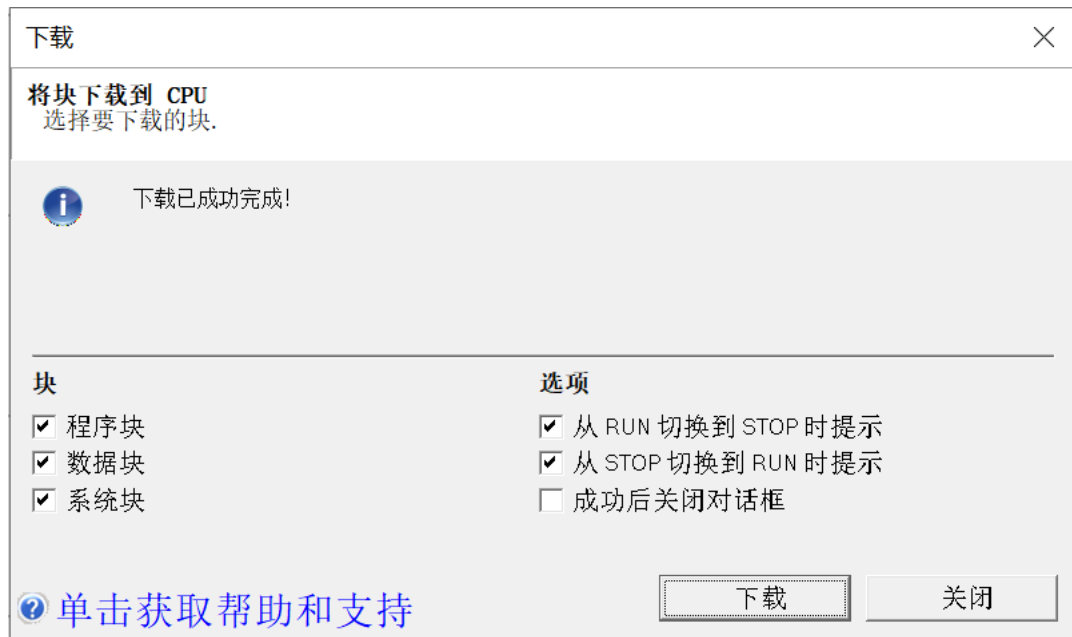 下载
将块下载到 CPU
选择要下载的块.
下载已成功完成!
块
选项
程序块
从 RUN 切换到 STOP 时提示
数据块
从 STOP 切换到 RUN 时提示
系统块
成功后关闭对话框
单击获取帮助和支持
下载
关闭